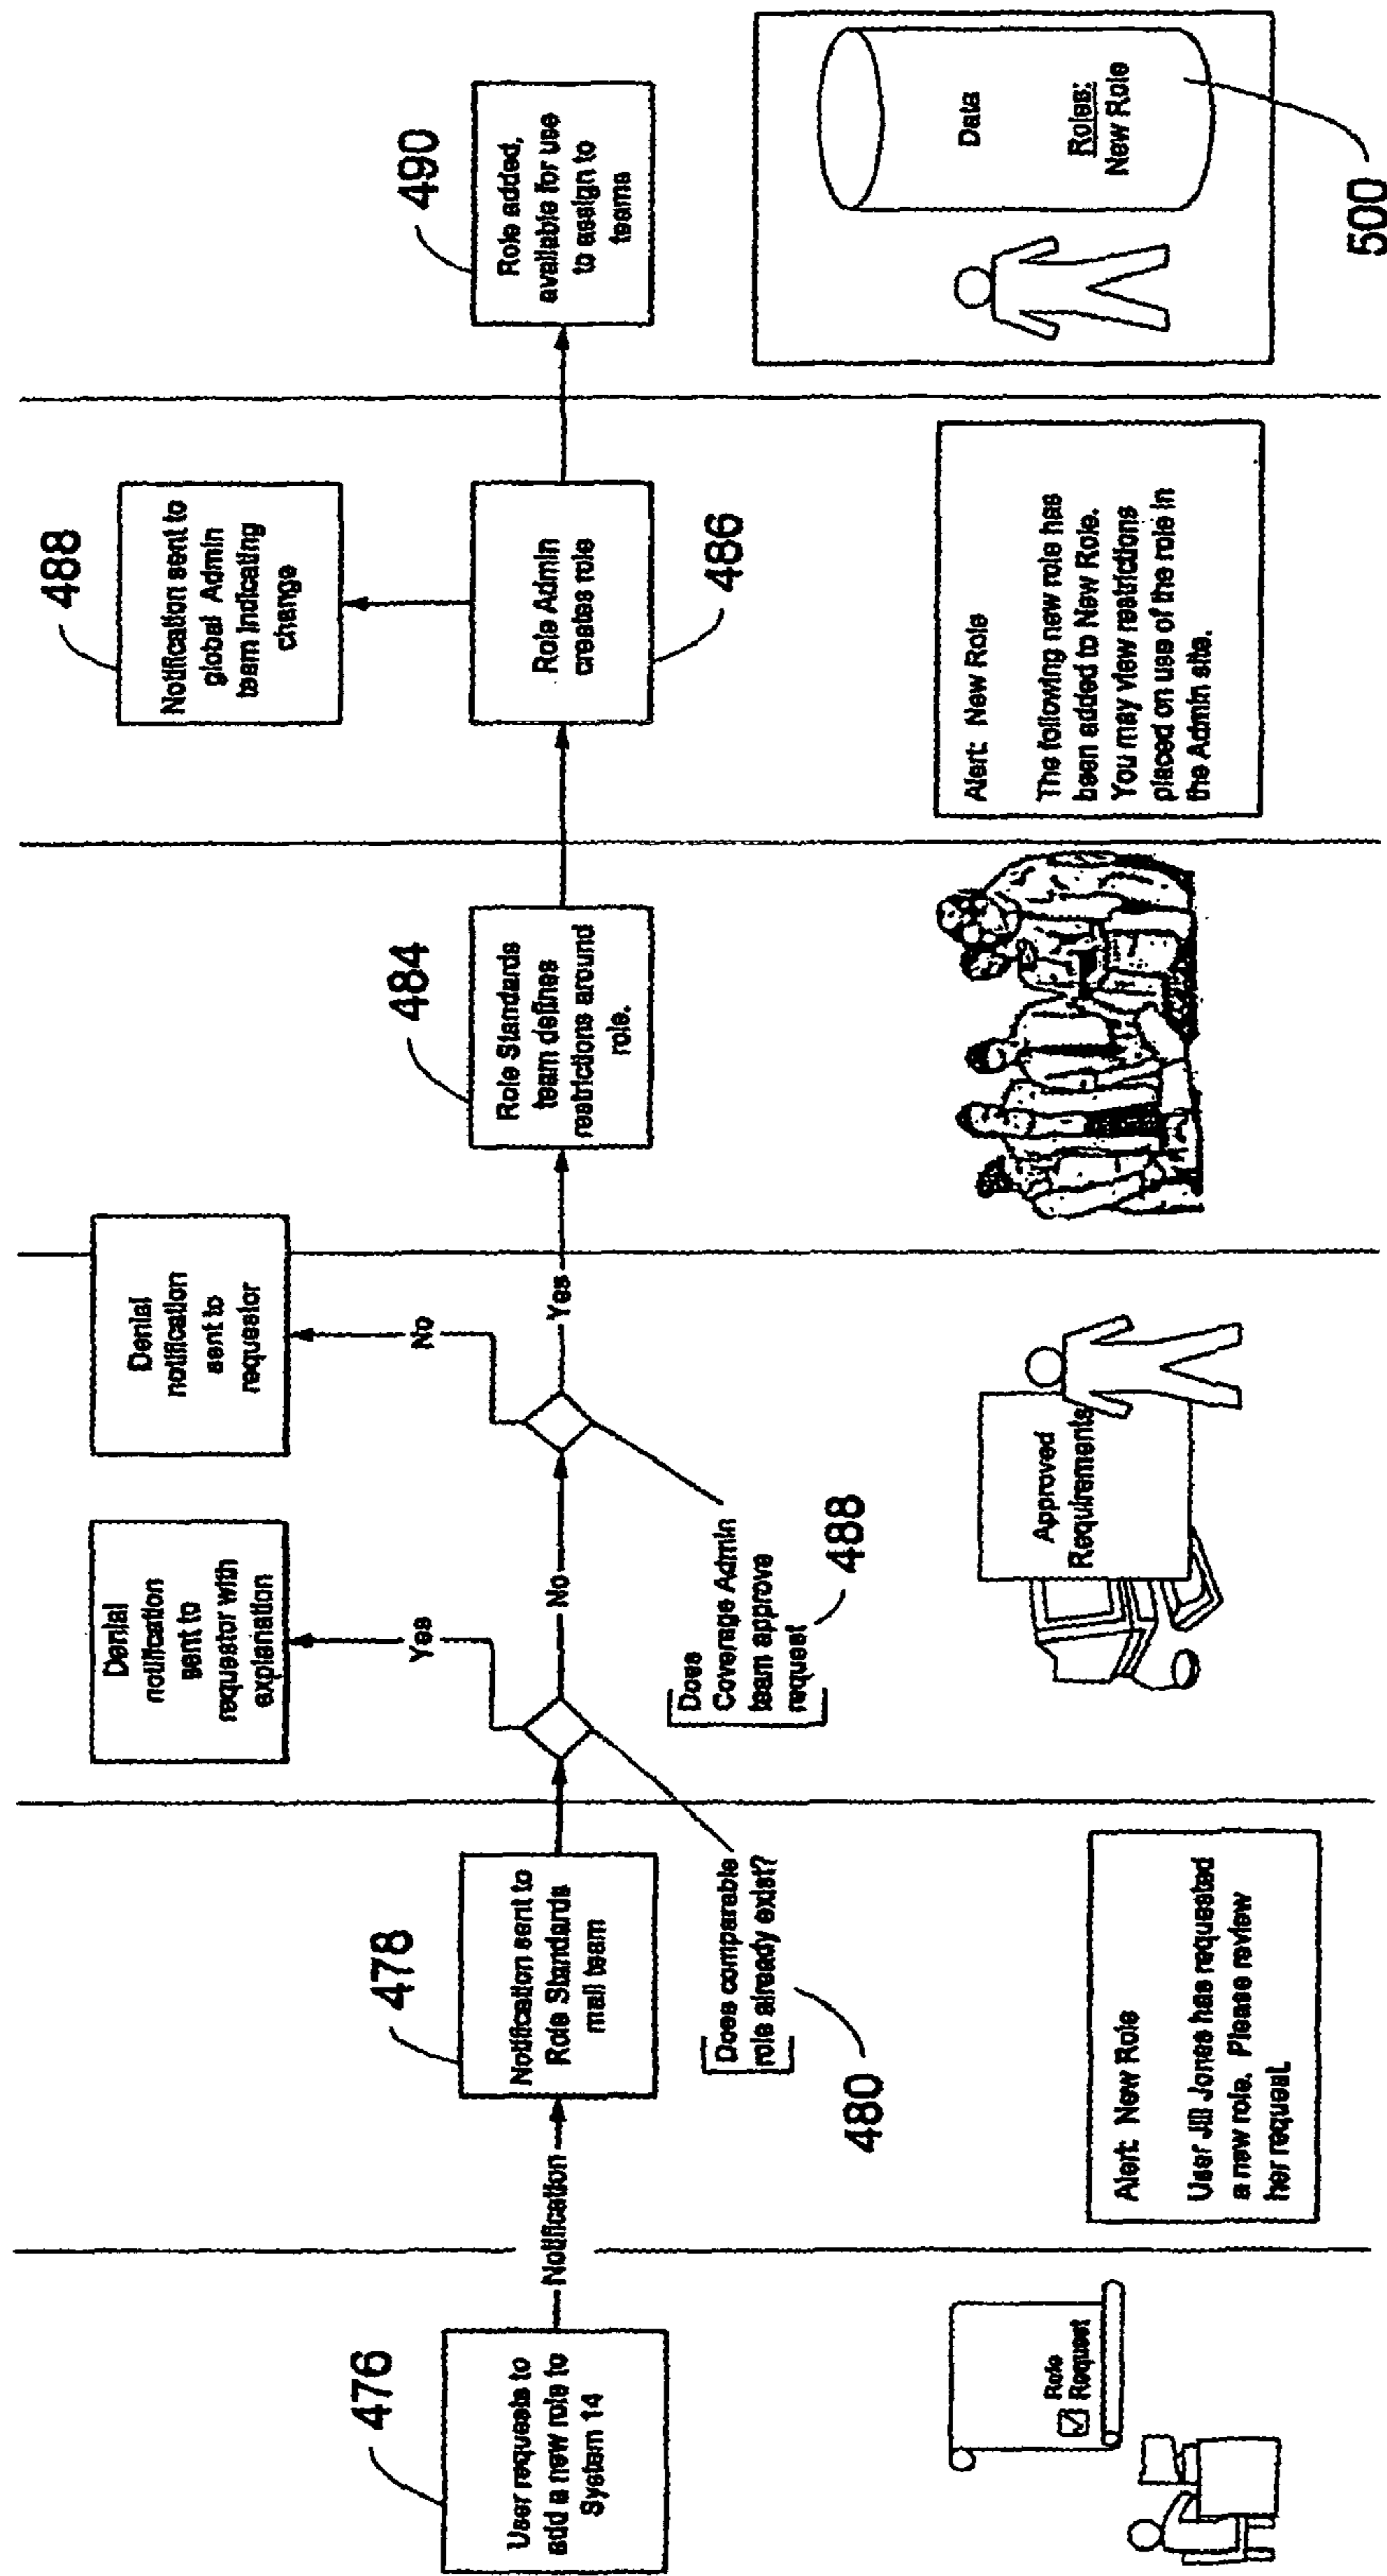 476
User requests to
add a new role to
System 14
Notification
478
Notification sent to
Role Standards
mail team
Does comparable
role already exist?
480
Yes
Denial
notification
sent to
requestor with
explanation
No
Does
Coverage Admin
team approve
request
488
No
Denial
notification
sent to
requestor
Yes
484
Role Standards
team defines
restrictions around
role.
Role Admin
creates role
486
488
Notification sent to
global Admin
team indicating
change
490
Role added,
available for use
to assign to
teams
Role
Request
Alert: New Role
User Jill Jones has requested
a new role. Please review
her request.
Approved
Requirements
Alert: New Role
The following new role has
been added to New Role.
You may view restrictions
placed on use of the role in
the Admin site.
Data
Roles:
New Role
500